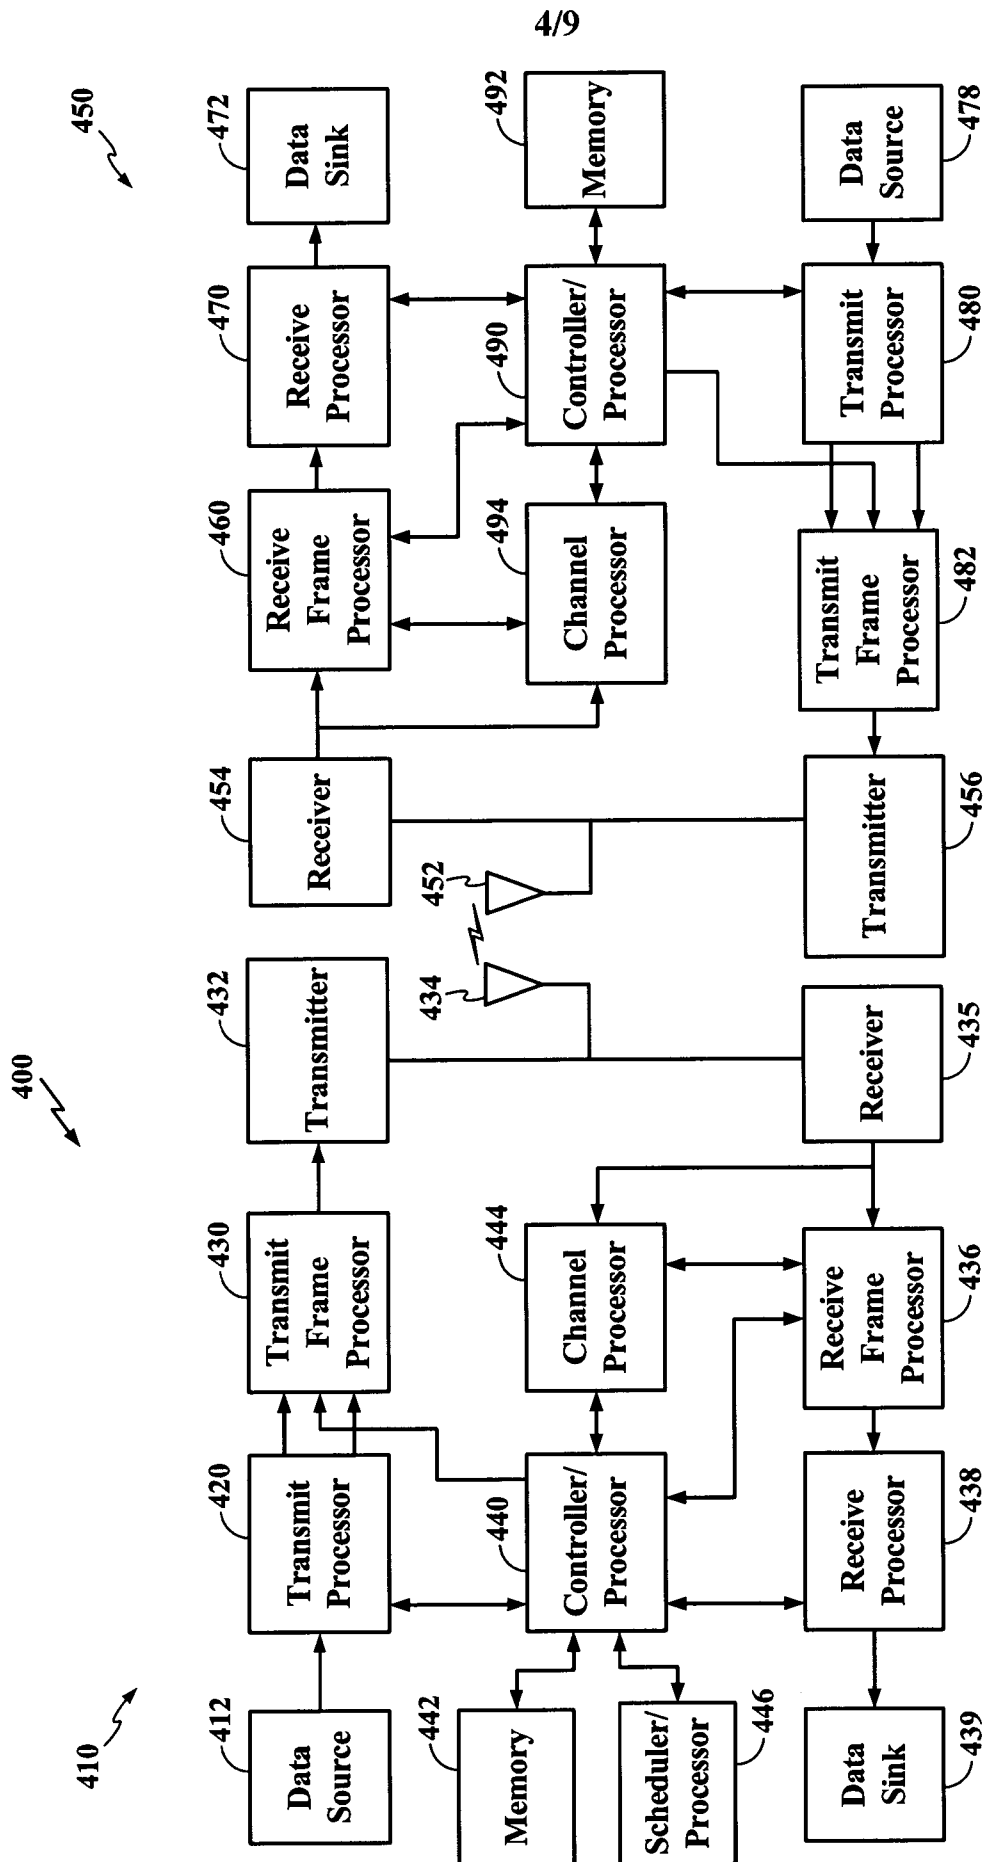 4/9
400
410
450
412
Data
Source
420
Transmit
Processor
430
Transmit
Frame
Processor
432
Transmitter
454
Receiver
460
Receive
Frame
Processor
470
Receive
Processor
472
Data
Sink
442
Memory
446
Scheduler/
Processor
440
Controller/
Processor
444
Channel
Processor
434
452
494
Channel
Processor
490
Controller/
Processor
492
Memory
439
Data
Sink
438
Receive
Processor
436
Receive
Frame
Processor
435
Receiver
456
Transmitter
482
Transmit
Frame
Processor
480
Transmit
Processor
478
Data
Source